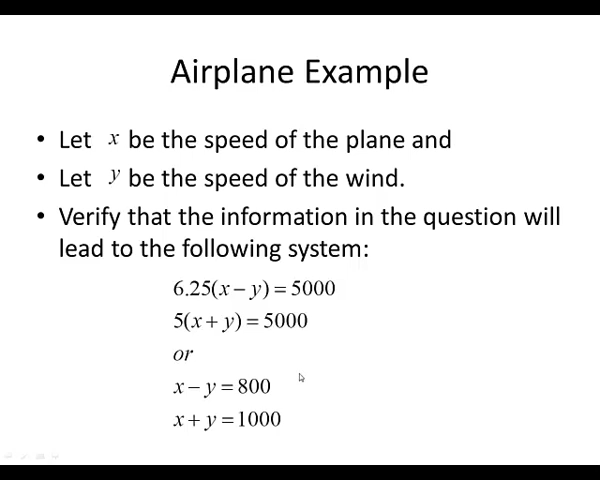 Airplane Example
• Let x be the speed of the plane and
• Let y be the speed of the wind.
• Verify that the information in the question will
lead to the following system:
6.25(x − y) = 5000
5(x + y) = 5000
or
x − y = 800
x + y = 1000